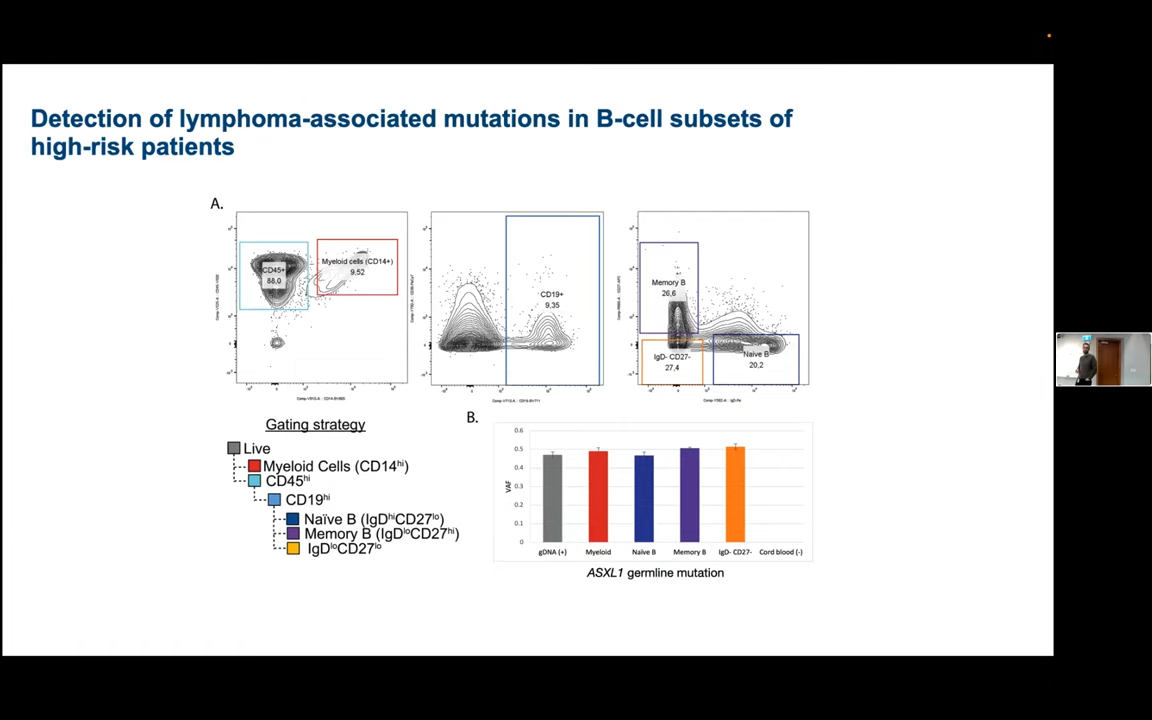 Detection of lymphoma-associated mutations in B-cell subsets of
high-risk patients
A.
CD45+
88,0
Myeloid cells (CD14+)
9,52
CD19+
9,35
Memory B
26,6
IgD- CD27-
27,4
Naive B
20,2
Gating strategy
Live
Myeloid Cells (CD14hi)
CD45hi
CD19hi
Naïve B (IgDhiCD27lo)
Memory B (IgDloCD27hi)
IgDloCD27lo
B.
VAF
0.6
0.5
0.4
0.3
0.2
0.1
0
gDNA (+) Myeloid Naïve B Memory B IgD- CD27- Cord blood (-)
ASXL1 germline mutation